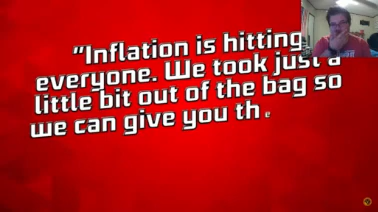 "Inflation is hitting
everyone. We took just a
little bit out of the bag so
we can give you th e